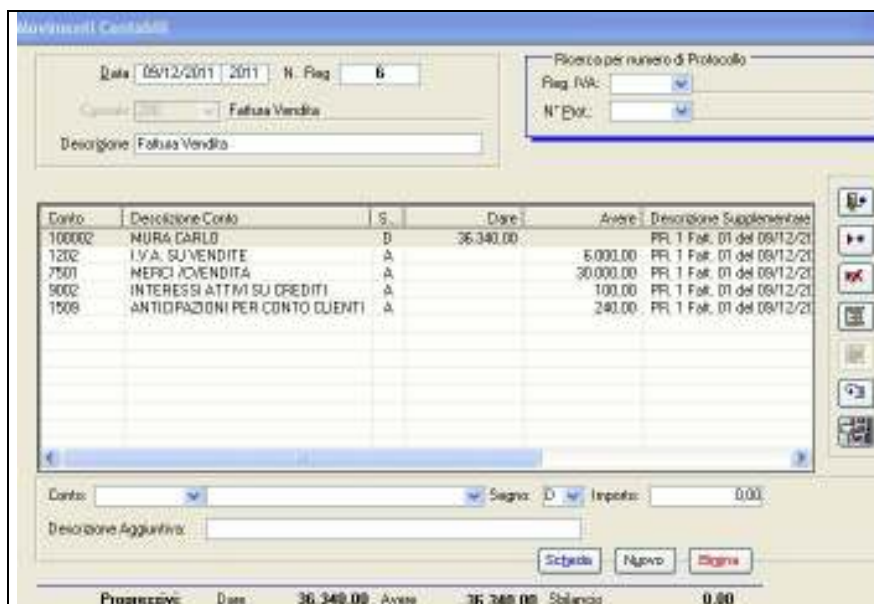 Movimenti Contabili
Ricerca per numero di Protocollo
Data 09/12/2011 2011 N. Reg 6
Reg. IVA:
Fattura Vendita
N° Prot.:
Descrizione Fattura Vendita
Conto Descrizione Conto S... Dare Avere Descrizione Supplementare
100002 MURA CARLO D 36.340,00 PR. 1 Fatt. 01 del 09/12/20
1202 I.V.A. SU VENDITE A 6.000,00 PR. 1 Fatt. 01 del 09/12/20
7501 MERCI /C VENDITA A 30.000,00 PR. 1 Fatt. 01 del 09/12/20
9002 INTERESSI ATTIVI SU CREDITI A 100,00 PR. 1 Fatt. 01 del 09/12/20
1509 ANTICIPAZIONI PER CONTO CLIENTI A 240,00 PR. 1 Fatt. 01 del 09/12/20
Conto: Segno: D Importo: 0,00
Descrizione Aggiuntiva:
Scheda Nuovo Elimina
Progressivi: Dare 36.340,00 Avere 36.340,00 Sbilancio 0,00